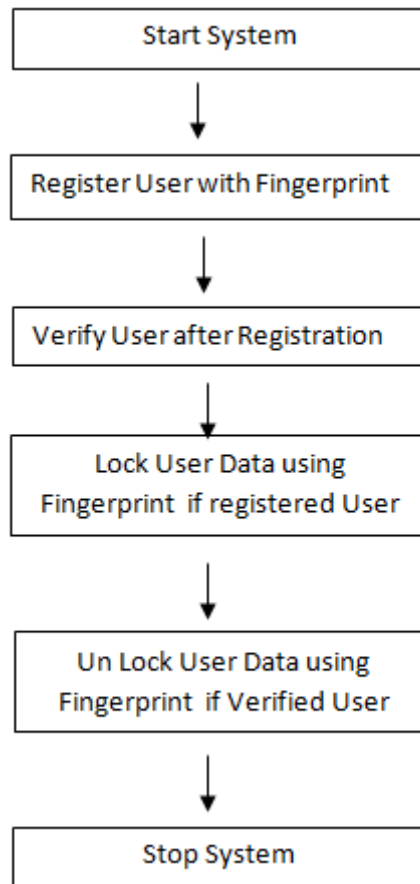 Start System
Register User with Fingerprint
Verify User after Registration
Lock User Data using
Fingerprint if registered User
Un Lock User Data using
Fingerprint if Verified User
Stop System